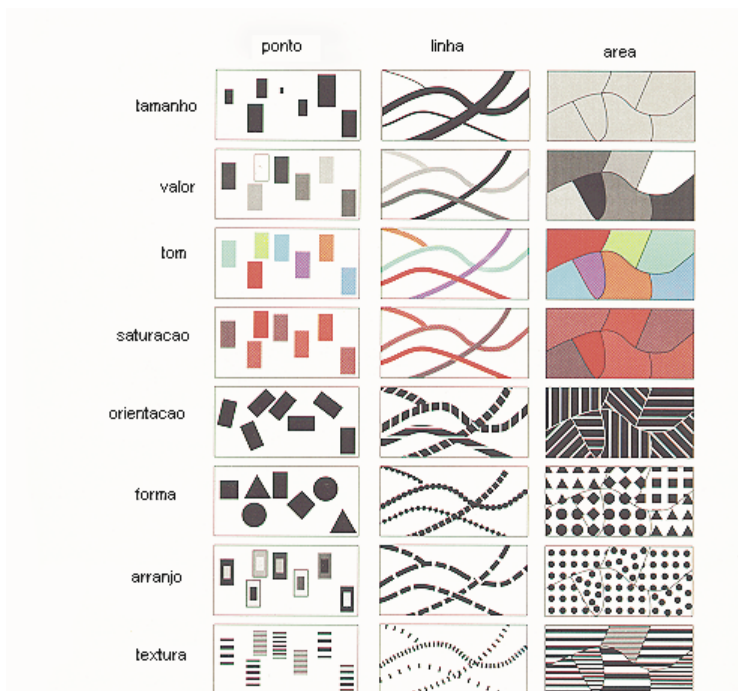 ponto linha area
tamanho
valor
tom
saturacao
orientacao
forma
arranjo
textura